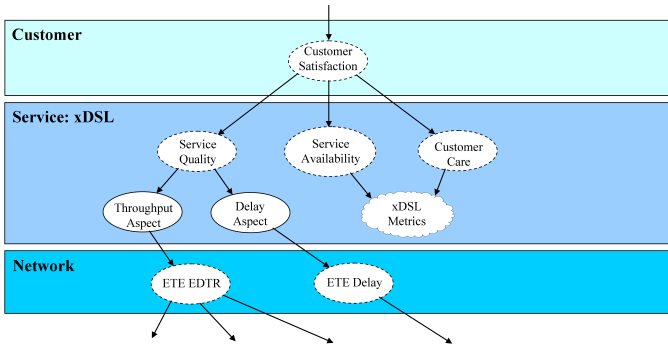 Customer
Customer
Satisfaction
Service: xDSL
Service
Quality
Service
Availability
Customer
Care
Throughput
Aspect
Delay
Aspect
xDSL
Metrics
Network
ETE EDTR
ETE Delay